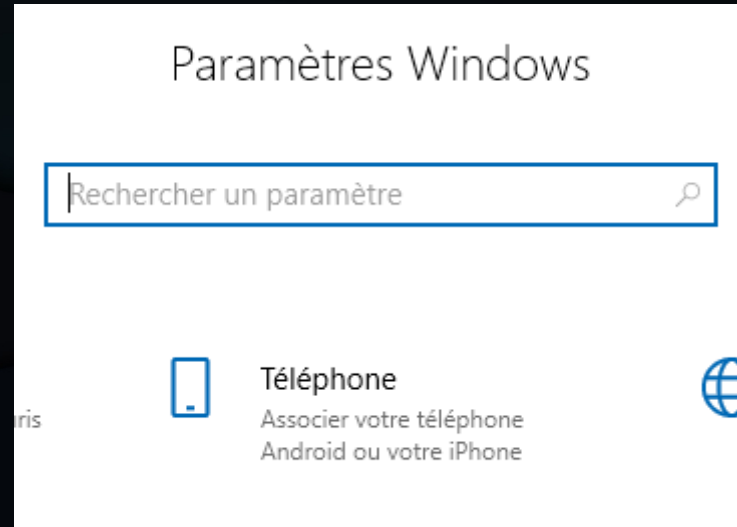 Paramètres Windows
Rechercher un paramètre
Téléphone
Associer votre téléphone
Android ou votre iPhone